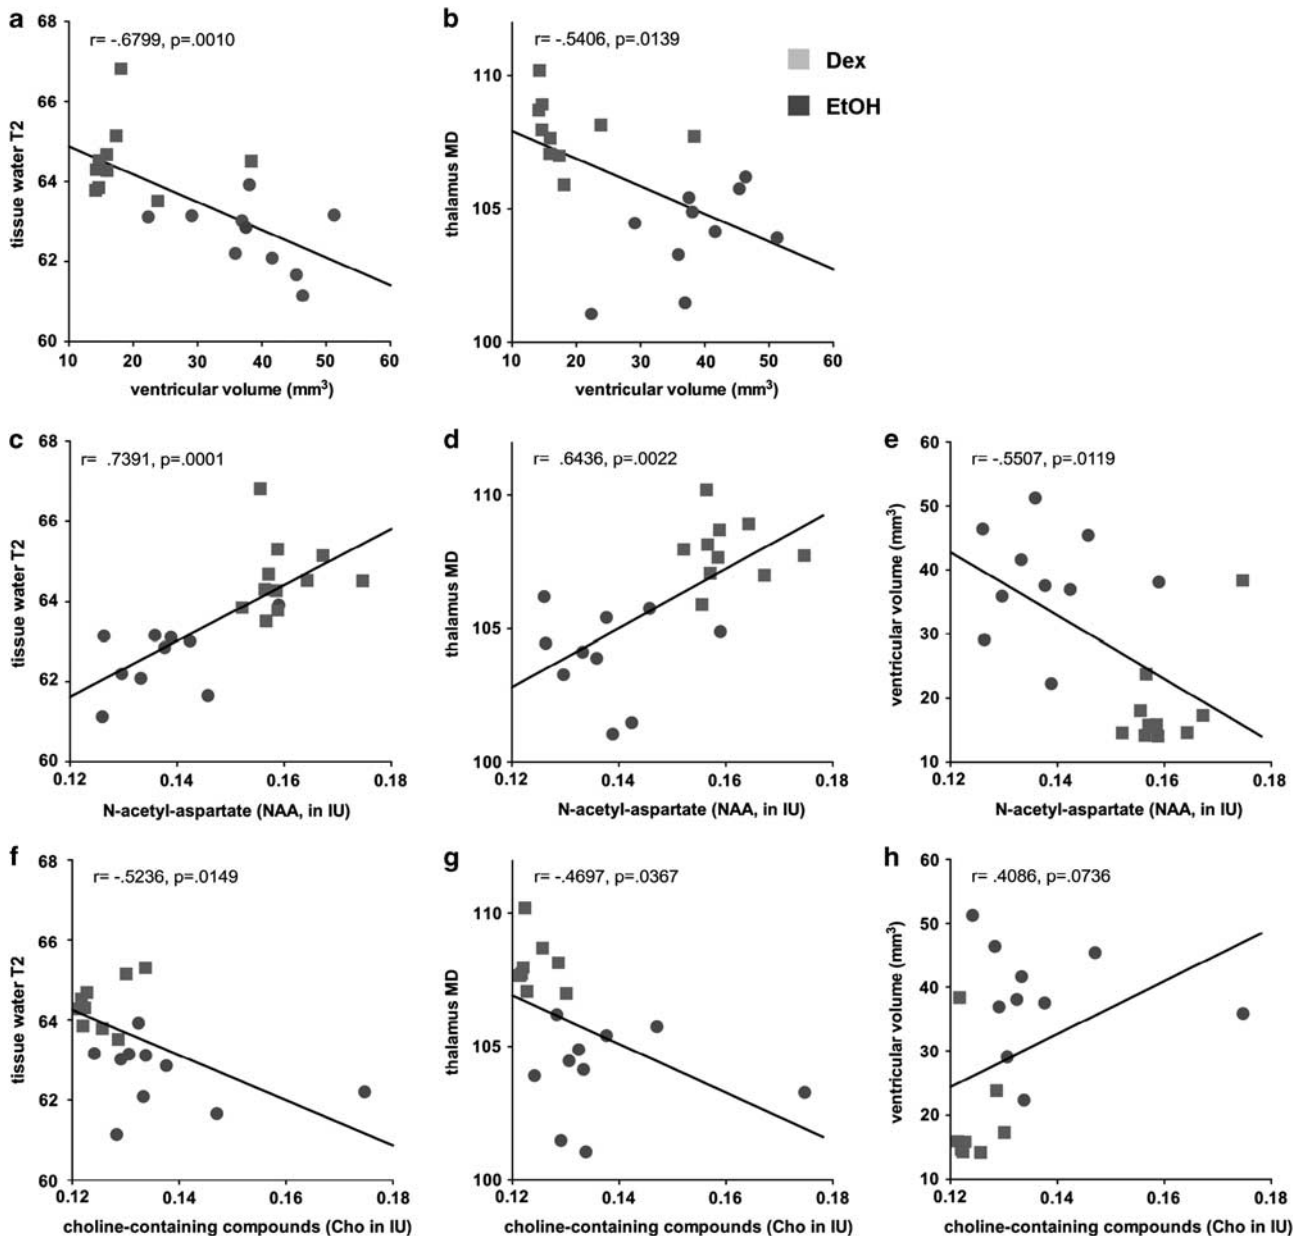 a
r= -.6799, p=.0010
68
66
64
62
60
tissue water T2
10 20 30 40 50 60
ventricular volume (mm3)
b
r= -.5406, p=.0139
110
105
100
thalamus MD
10 20 30 40 50 60
ventricular volume (mm3)
Dex
EtOH
c
r= .7391, p=.0001
68
66
64
62
60
tissue water T2
0.12 0.14 0.16 0.18
N-acetyl-aspartate (NAA, in IU)
d
r= .6436, p=.0022
110
105
100
thalamus MD
0.12 0.14 0.16 0.18
N-acetyl-aspartate (NAA, in IU)
e
r= -.5507, p=.0119
60
50
40
30
20
10
ventricular volume (mm3)
0.12 0.14 0.16 0.18
N-acetyl-aspartate (NAA, in IU)
f
r= -.5236, p=.0149
68
66
64
62
60
tissue water T2
0.12 0.14 0.16 0.18
choline-containing compounds (Cho in IU)
g
r= -.4697, p=.0367
110
105
100
thalamus MD
0.12 0.14 0.16 0.18
choline-containing compounds (Cho in IU)
h
r= .4086, p=.0736
60
50
40
30
20
10
ventricular volume (mm3)
0.12 0.14 0.16 0.18
choline-containing compounds (Cho in IU)